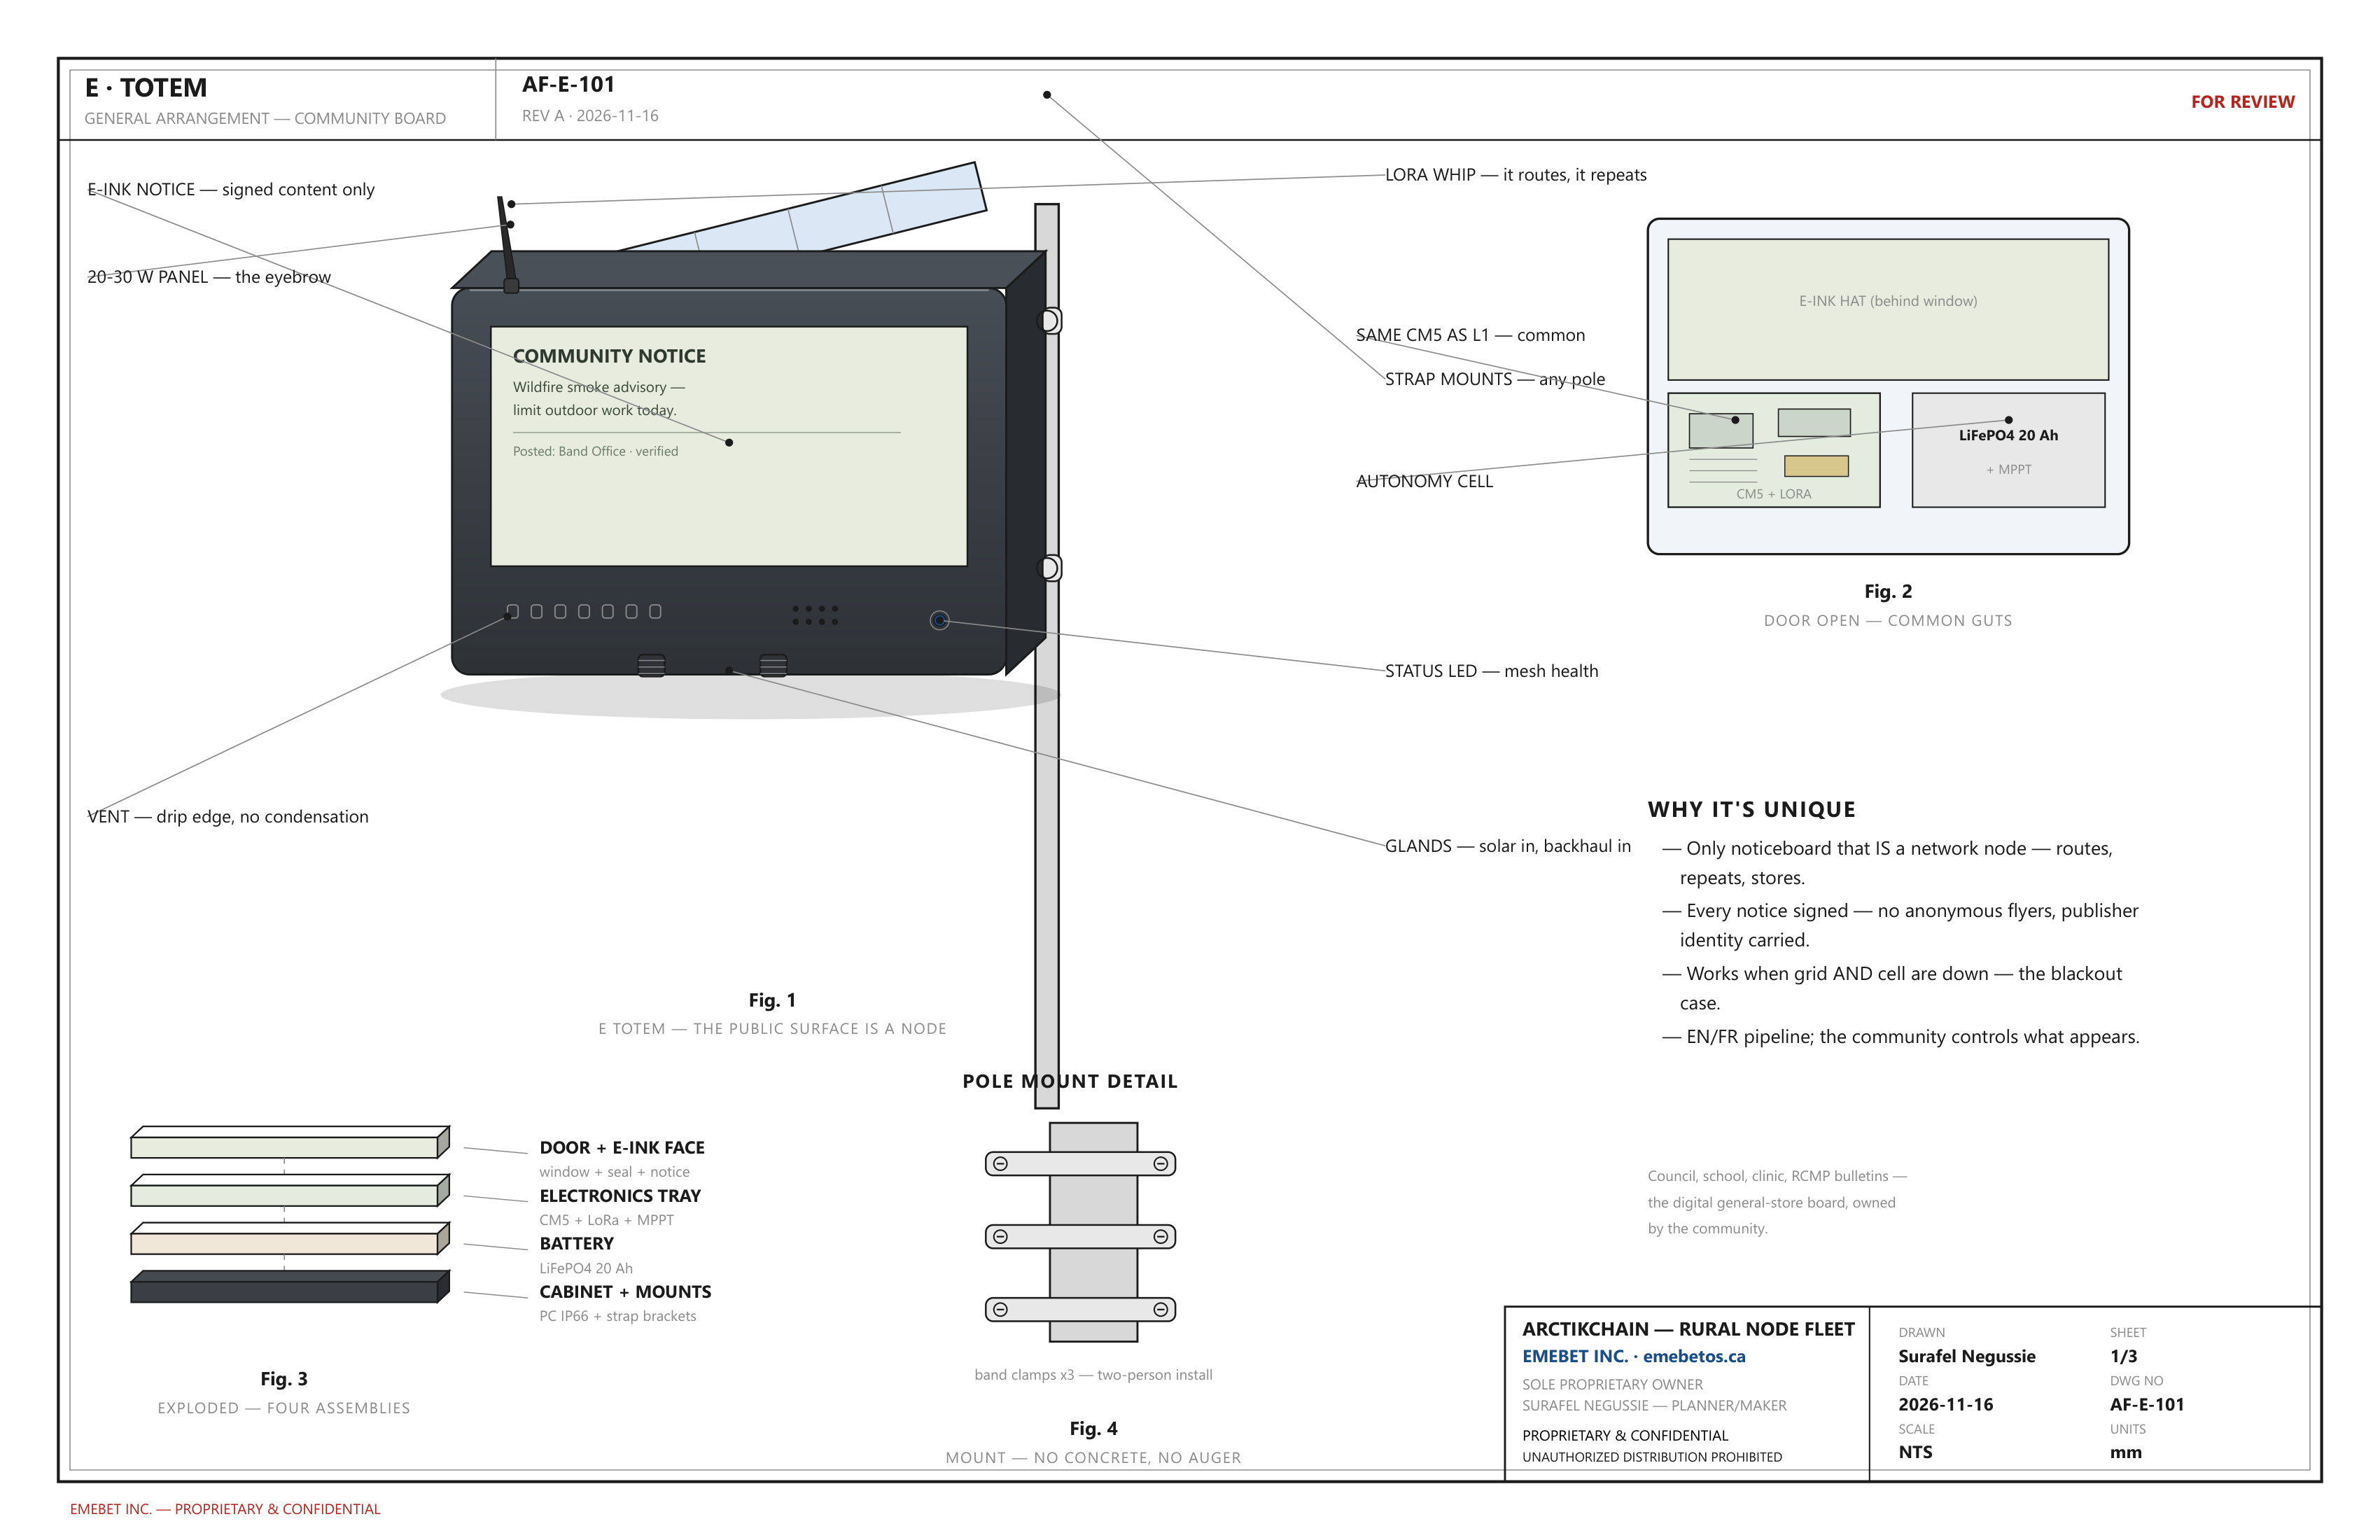 E · TOTEM
GENERAL ARRANGEMENT — COMMUNITY BOARD
AF-E-101
REV A · 2026-11-16
FOR REVIEW
E-INK NOTICE — signed content only
20-30 W PANEL — the eyebrow
VENT — drip edge, no condensation
COMMUNITY NOTICE
Wildfire smoke advisory —
limit outdoor work today.
Posted: Band Office · verified
LORA WHIP — it routes, it repeats
SAME CM5 AS L1 — common
STRAP MOUNTS — any pole
AUTONOMY CELL
STATUS LED — mesh health
GLANDS — solar in, backhaul in
E-INK HAT (behind window)
CM5 + LORA
LiFePO4 20 Ah
+ MPPT
Fig. 2
DOOR OPEN — COMMON GUTS
WHY IT'S UNIQUE
— Only noticeboard that IS a network node — routes,
repeats, stores.
— Every notice signed — no anonymous flyers, publisher
identity carried.
— Works when grid AND cell are down — the blackout
case.
— EN/FR pipeline; the community controls what appears.
Council, school, clinic, RCMP bulletins —
the digital general-store board, owned
by the community.
Fig. 1
E TOTEM — THE PUBLIC SURFACE IS A NODE
DOOR + E-INK FACE
window + seal + notice
ELECTRONICS TRAY
CM5 + LoRa + MPPT
BATTERY
LiFePO4 20 Ah
CABINET + MOUNTS
PC IP66 + strap brackets
Fig. 3
EXPLODED — FOUR ASSEMBLIES
POLE MOUNT DETAIL
band clamps x3 — two-person install
Fig. 4
MOUNT — NO CONCRETE, NO AUGER
ARCTIKCHAIN — RURAL NODE FLEET
EMEBET INC. · emebetos.ca
SOLE PROPRIETARY OWNER
SURAFEL NEGUSSIE — PLANNER/MAKER
PROPRIETARY & CONFIDENTIAL
UNAUTHORIZED DISTRIBUTION PROHIBITED
DRAWN
Surafel Negussie
DATE
2026-11-16
SCALE
NTS
SHEET
1/3
DWG NO
AF-E-101
UNITS
mm
EMEBET INC. — PROPRIETARY & CONFIDENTIAL